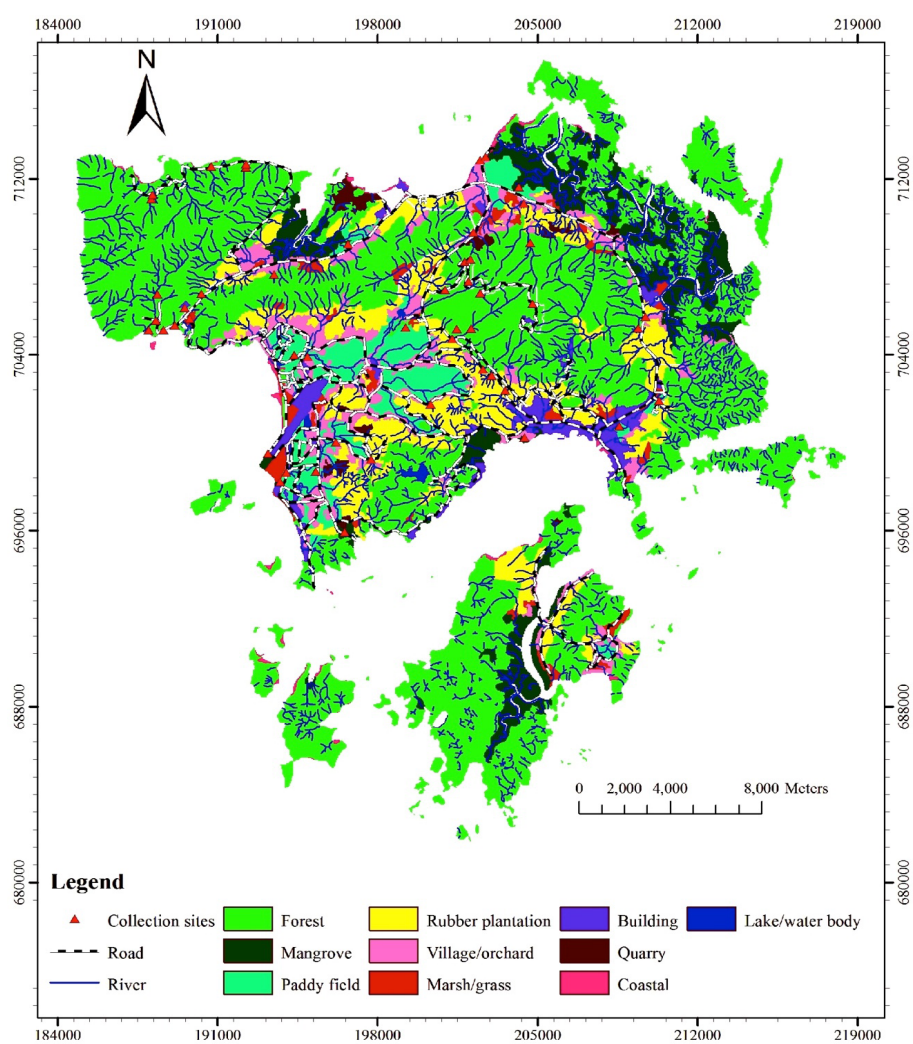 184000 191000 198000 205000 212000 219000
N
712000 712000
704000 704000
696000 696000
688000 688000
0 2,000 4,000 8,000 Meters
680000 680000
Legend
Collection sites Forest Rubber plantation Building Lake/water body
Road Mangrove Village/orchard Quarry
River Paddy field Marsh/grass Coastal
184000 191000 198000 205000 212000 219000